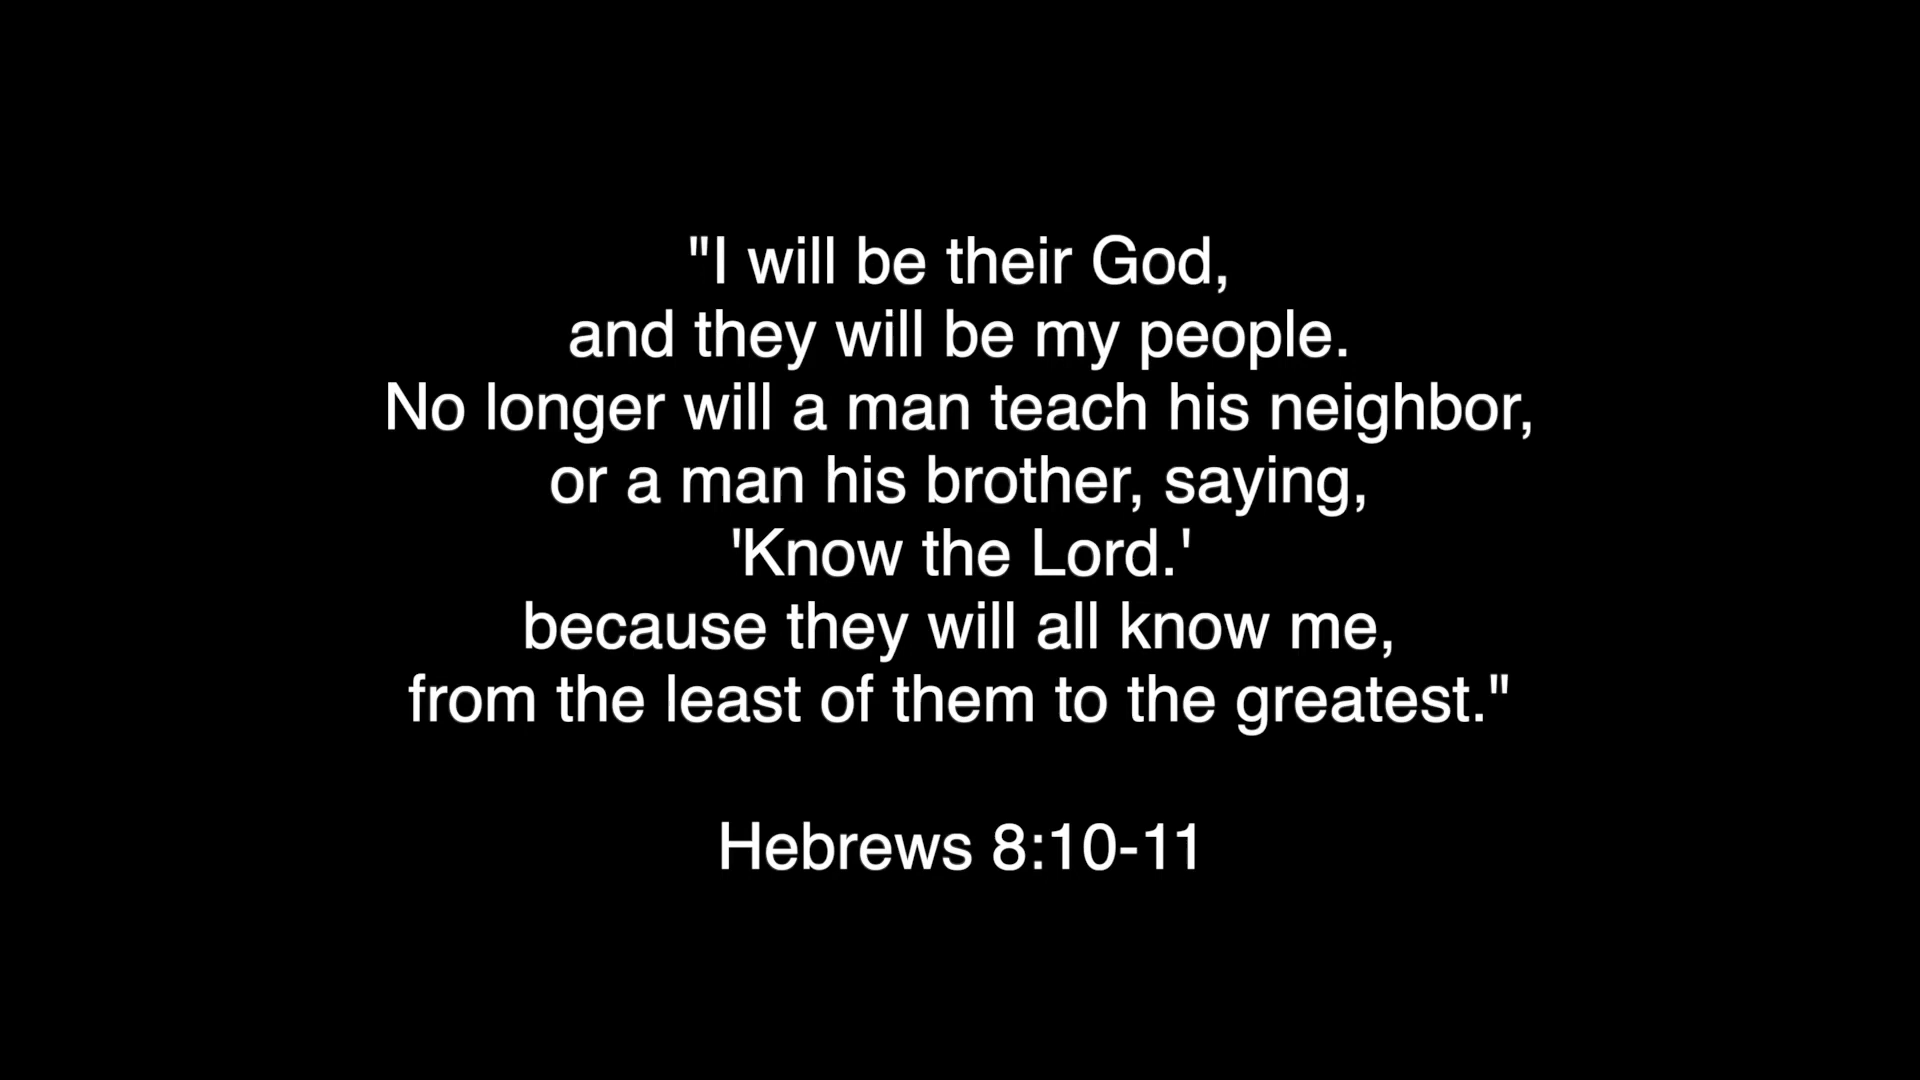 "I will be their God,
and they will be my people.
No longer will a man teach his neighbor,
or a man his brother, saying,
'Know the Lord.'
because they will all know me,
from the least of them to the greatest."
Hebrews 8:10-11